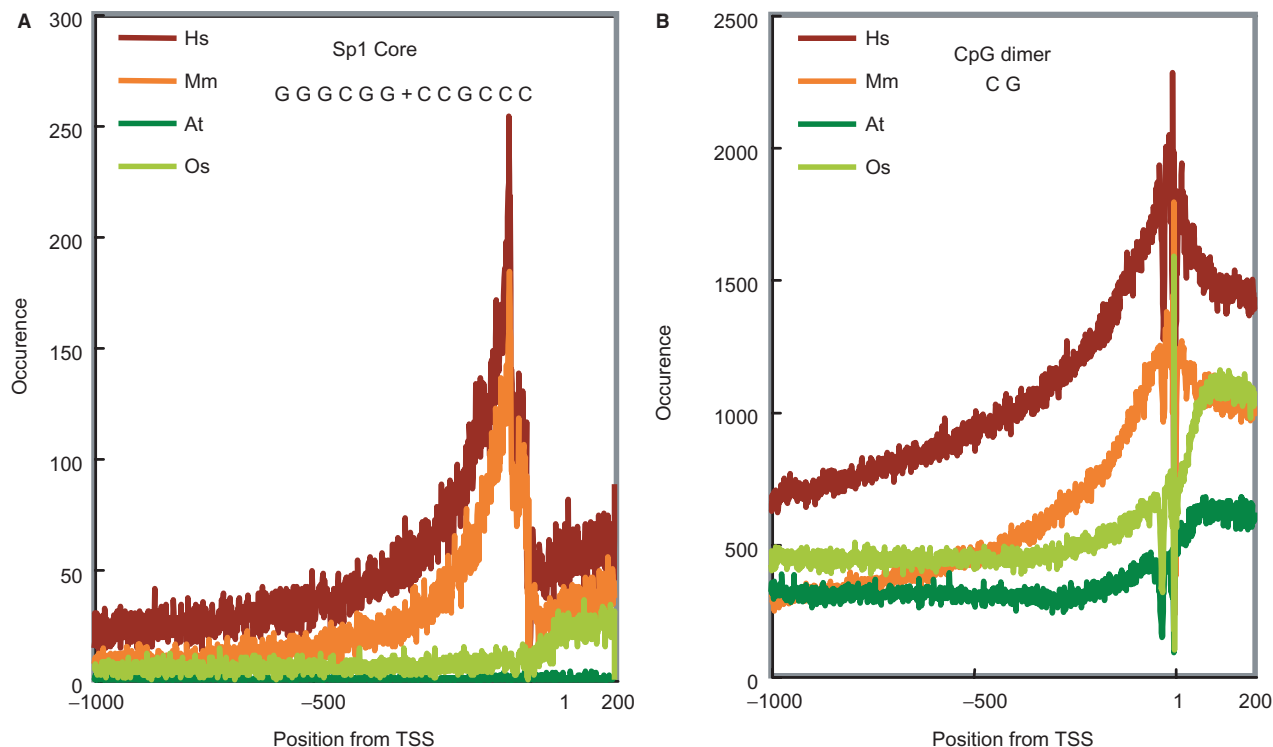 A
300
250
200
150
100
50
0
Occurence
Hs
Mm
At
Os
Sp1 Core
G G G C G G + C C G C C C
–1000
–500
1
200
Position from TSS
B
2500
2000
1500
1000
500
0
Occurence
Hs
Mm
At
Os
CpG dimer
C G
–1000
–500
1
200
Position from TSS